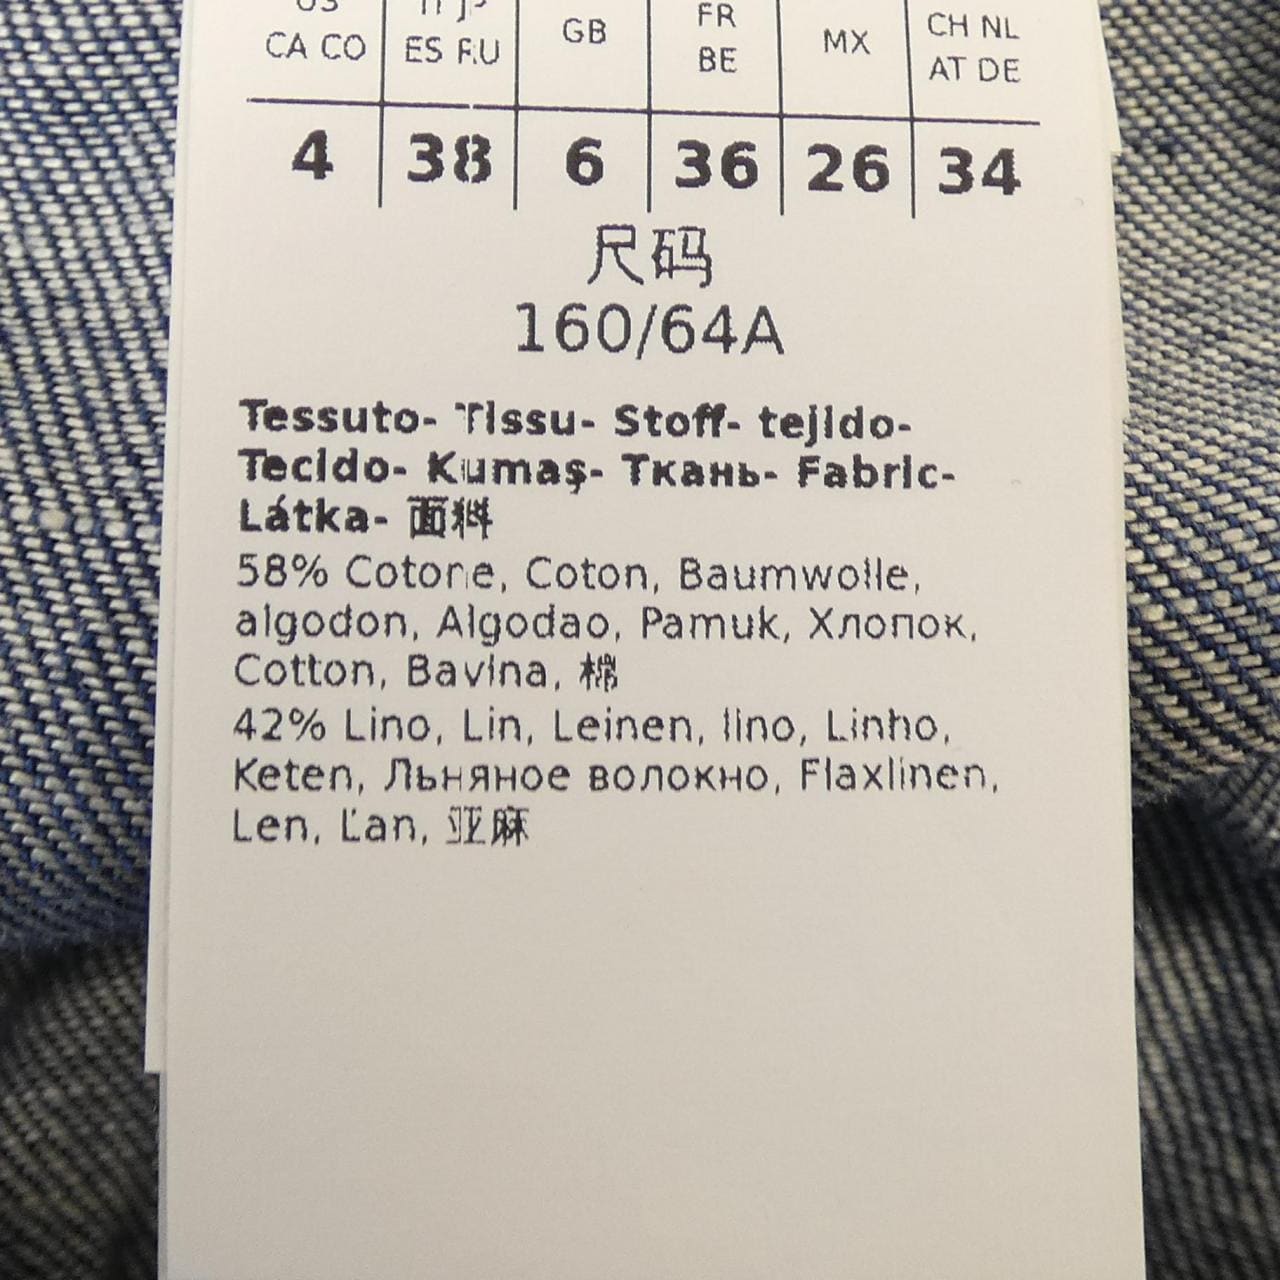 US IT JP GB FR MX CH NL
CA CO ES RU BE AT DE
4 38 6 36 26 34
尺码
160/64A
Tessuto- Tissu- Stoff- tejido-
Tecido- Kumaş- Ткань- Fabric-
Látka- 面料
58% Cotone, Coton, Baumwolle,
algodon, Algodao, Pamuk, Хлопок,
Cotton, Bavlna, 棉
42% Lino, Lin, Leinen, lino, Linho,
Keten, Льняное волокно, Flaxlinen,
Len, Ľan, 亚麻